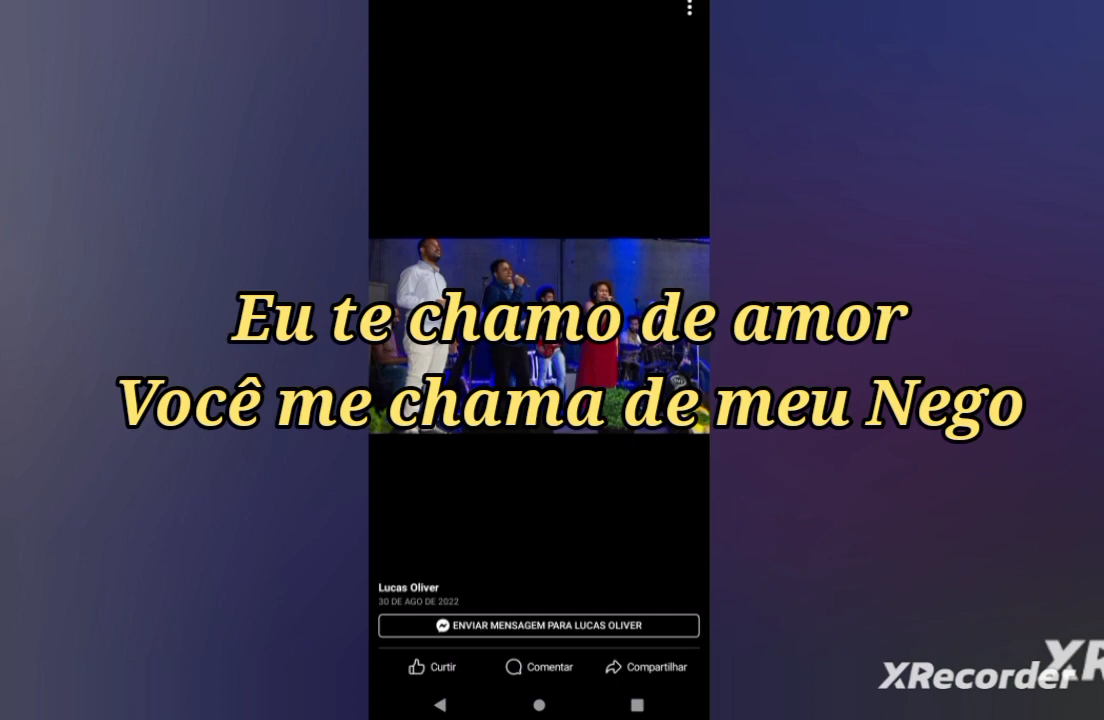 Eu te chamo de amor
Você me chama de meu Nego
Lucas Oliver
30 DE AGO DE 2022
ENVIAR MENSAGEM PARA LUCAS OLIVER
Curtir Comentar Compartilhar
XRecorder
XR